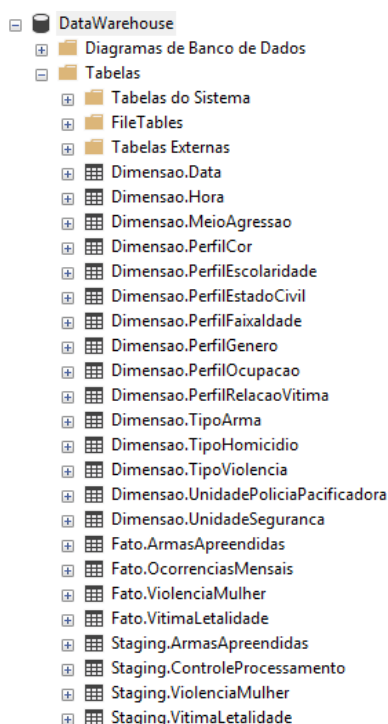 DataWarehouse
Diagramas de Banco de Dados
Tabelas
Tabelas do Sistema
FileTables
Tabelas Externas
Dimensao.Data
Dimensao.Hora
Dimensao.MeioAgressao
Dimensao.PerfilCor
Dimensao.PerfilEscolaridade
Dimensao.PerfilEstadoCivil
Dimensao.PerfilFaixaIdade
Dimensao.PerfilGenero
Dimensao.PerfilOcupacao
Dimensao.PerfilRelacaoVitima
Dimensao.TipoArma
Dimensao.TipoHomicidio
Dimensao.TipoViolencia
Dimensao.UnidadePoliciaPacificadora
Dimensao.UnidadeSeguranca
Fato.ArmasApreendidas
Fato.OcorrenciasMensais
Fato.ViolenciaMulher
Fato.VitimaLetalidade
Staging.ArmasApreendidas
Staging.ControleProcessamento
Staging.ViolenciaMulher
Staging.VitimaLetalidade